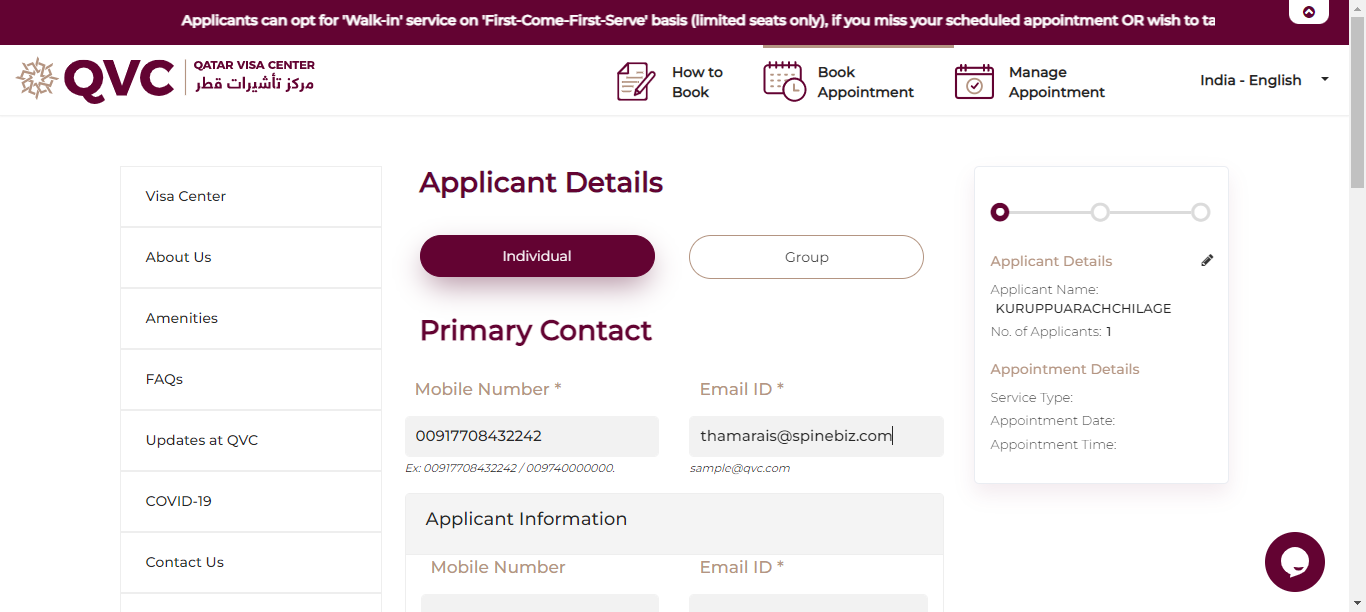 Applicants can opt for 'Walk-in' service on 'First-Come-First-Serve' basis (limited seats only), if you miss your scheduled appointment OR wish to ta
QVC
QATAR VISA CENTER
مركز تأشيرات قطر
How to
Book
Book
Appointment
Manage
Appointment
India - English
Visa Center
About Us
Amenities
FAQs
Updates at QVC
COVID-19
Contact Us
Applicant Details
Individual
Group
Primary Contact
Mobile Number *
Email ID *
00917708432242
thamarais@spinebiz.com
Ex: 00917708432242 / 009740000000.
sample@qvc.com
Applicant Information
Mobile Number
Email ID *
Applicant Details
Applicant Name:
KURUPPUARACHCHILAGE
No. of Applicants: 1
Appointment Details
Service Type:
Appointment Date:
Appointment Time: